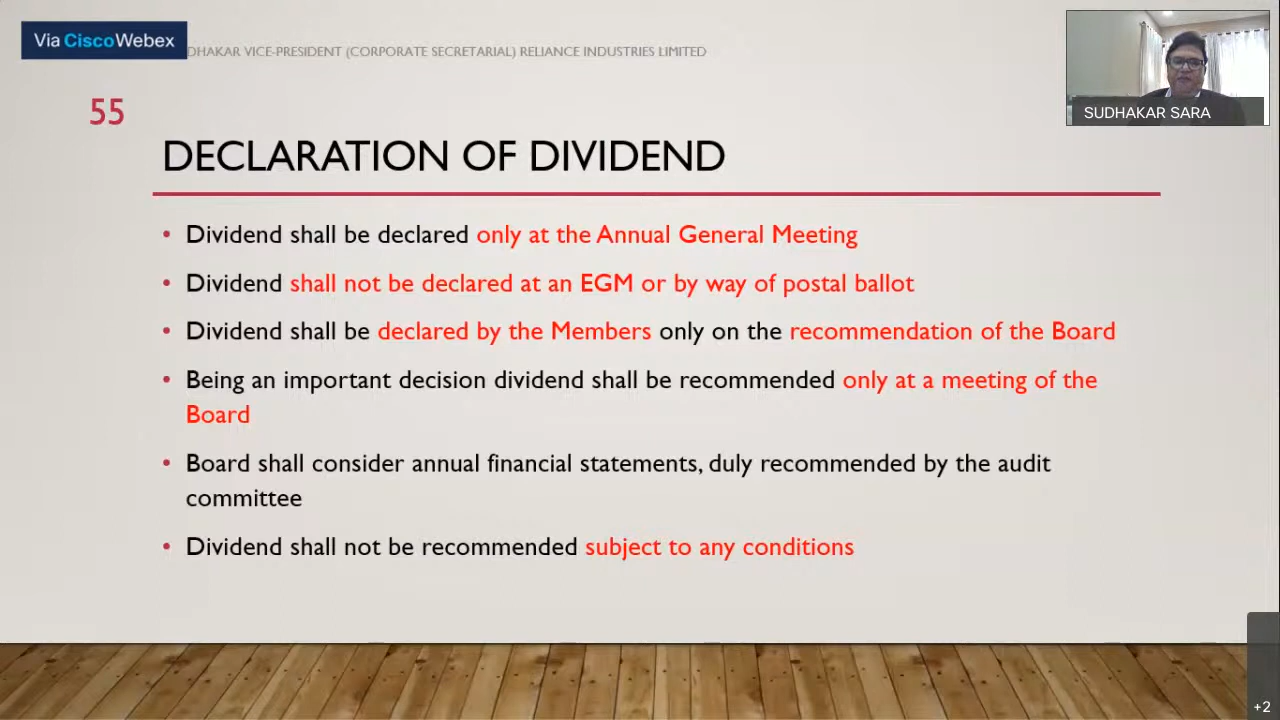 Via CiscoWebex
DHAKAR VICE-PRESIDENT (CORPORATE SECRETARIAL) RELIANCE INDUSTRIES LIMITED
SUDHAKAR SARA
55
DECLARATION OF DIVIDEND
• Dividend shall be declared only at the Annual General Meeting
• Dividend shall not be declared at an EGM or by way of postal ballot
• Dividend shall be declared by the Members only on the recommendation of the Board
• Being an important decision dividend shall be recommended only at a meeting of the
Board
• Board shall consider annual financial statements, duly recommended by the audit
committee
• Dividend shall not be recommended subject to any conditions
+2